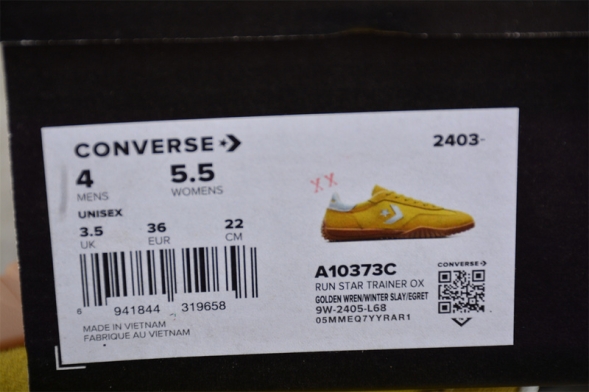 CONVERSE
2403-
4 5.5
MENS WOMENS
UNISEX
3.5 36 22
UK EUR CM
XX
6 941844 319658
MADE IN VIETNAM
FABRIQUE AU VIETNAM
A10373C
RUN STAR TRAINER OX
GOLDEN WREN/WINTER SLAY/EGRET
9W-2405-L68
05MMEQ7YYRAR1
CONVERSE